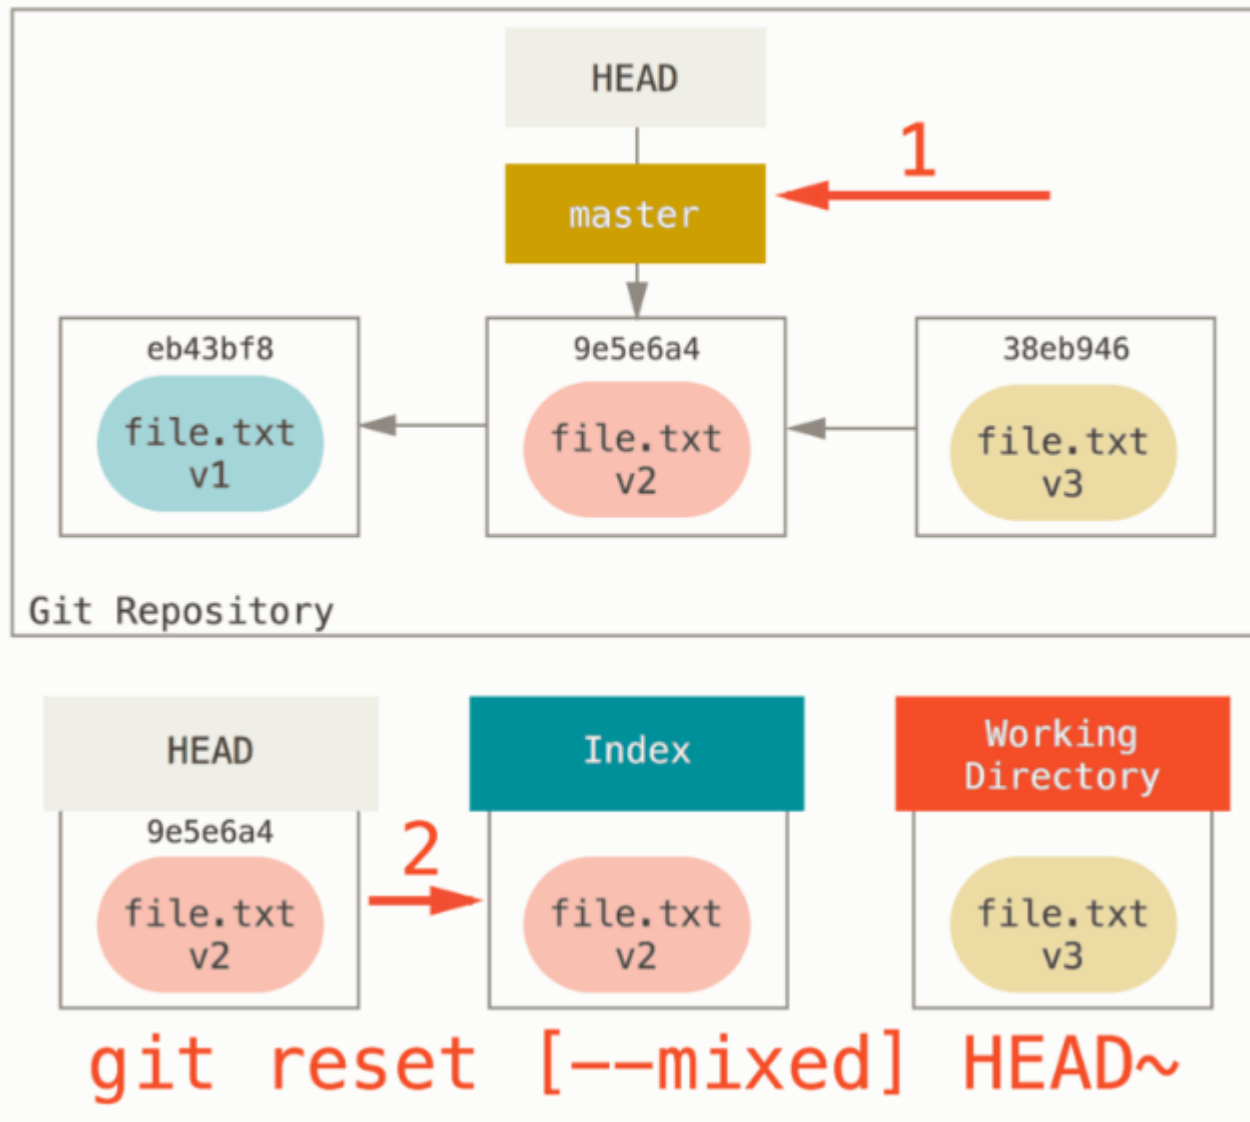 HEAD
1
master
eb43bf8
9e5e6a4
38eb946
file.txt
v1
file.txt
v2
file.txt
v3
Git Repository
HEAD
Index
Working
Directory
9e5e6a4
2
file.txt
v2
file.txt
v2
file.txt
v3
git reset [--mixed] HEAD~